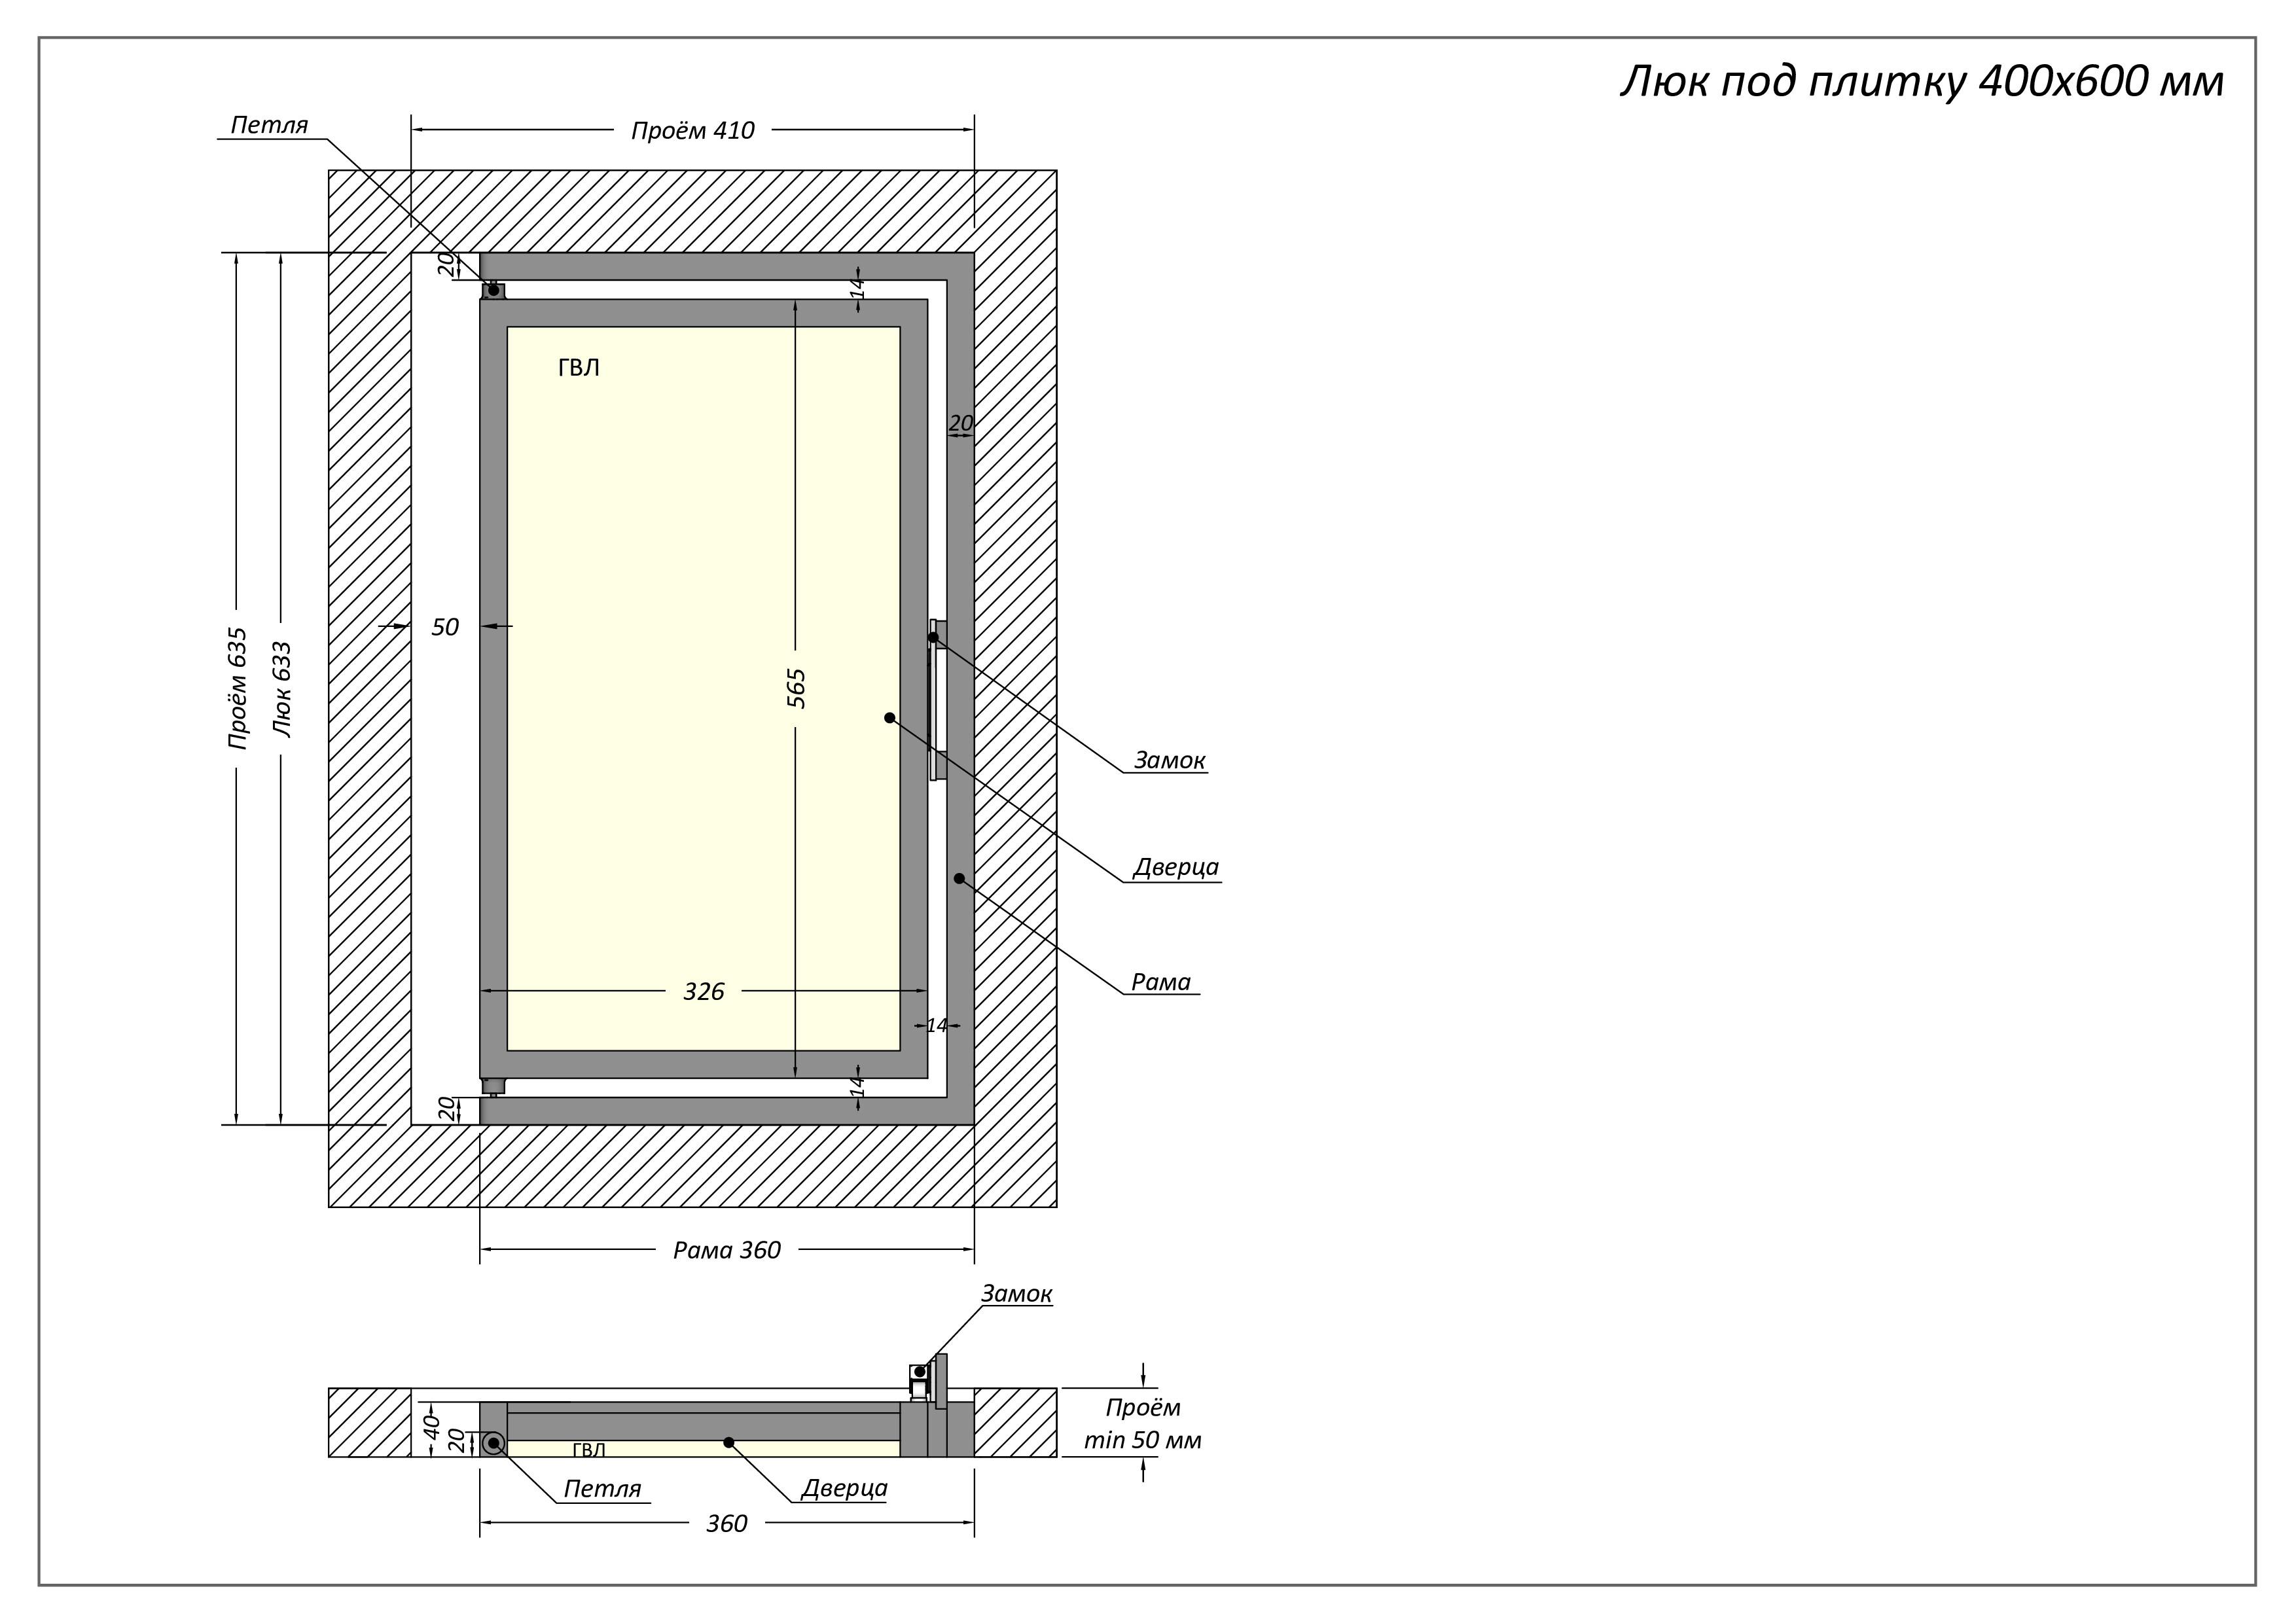 Люк под плитку 400х600 мм
Петля
Проём 410
20
14
ГВЛ
20
50
Проём 635
Люк 633
565
Замок
Дверца
Рама
326
14
14
20
Рама 360
Замок
40
20
ГВЛ
Проём
min 50 мм
Петля
Дверца
360